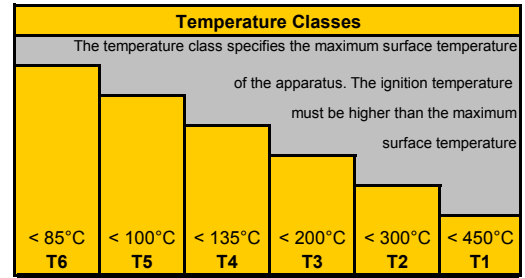 Temperature Classes
The temperature class specifies the maximum surface temperature
of the apparatus. The ignition temperature
must be higher than the maximum
surface temperature
< 85°C < 100°C < 135°C < 200°C < 300°C < 450°C
T6 T5 T4 T3 T2 T1